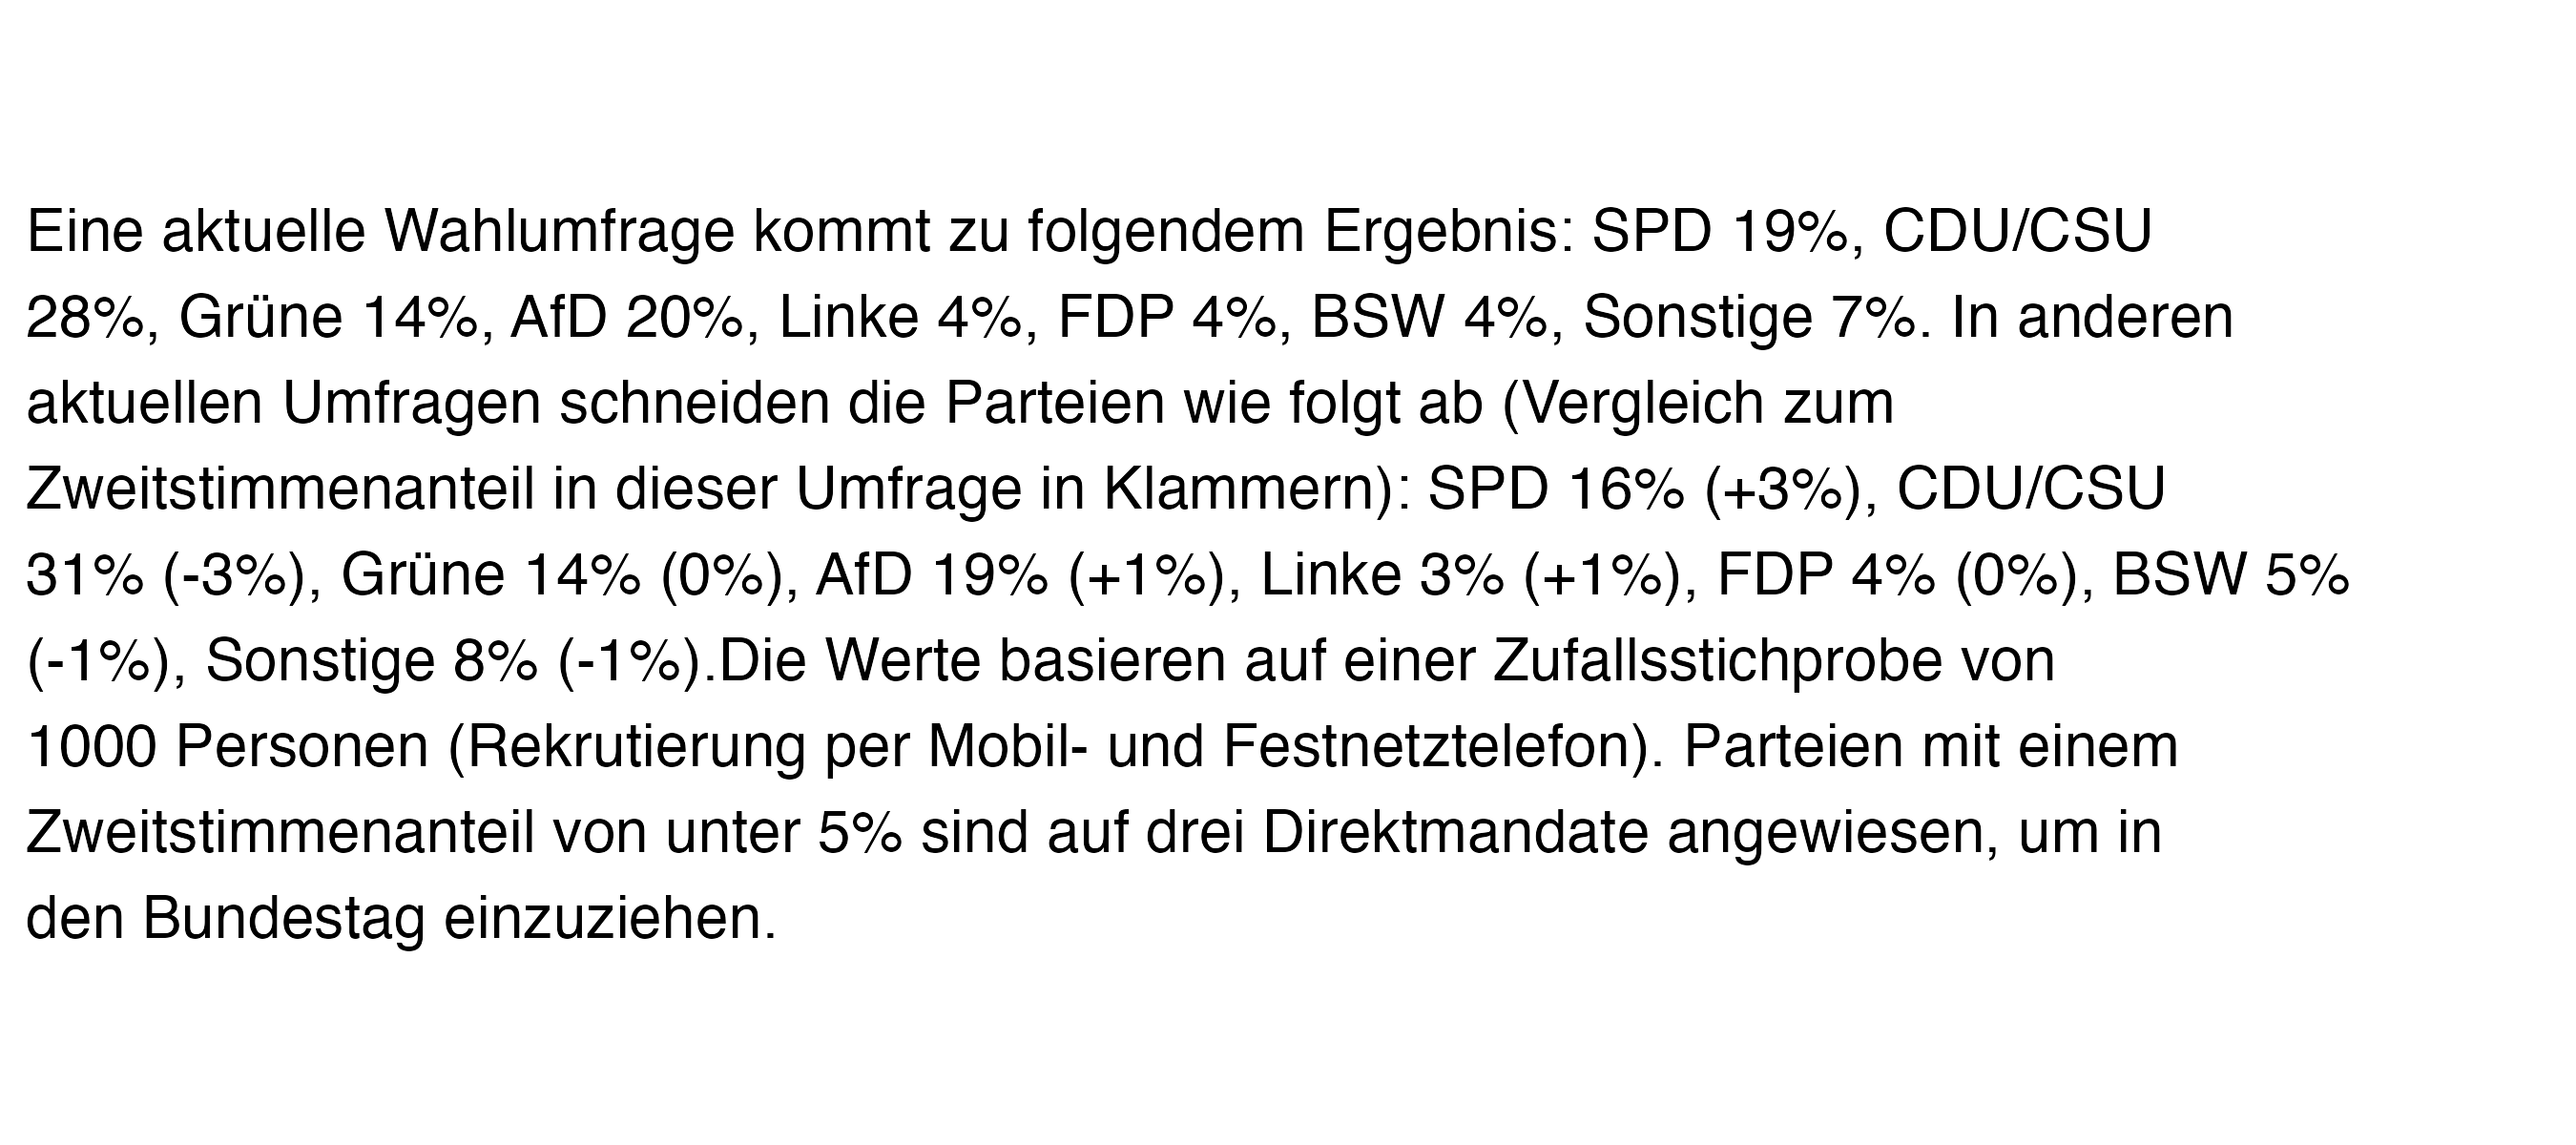 Eine aktuelle Wahlumfrage kommt zu folgendem Ergebnis: SPD 19%, CDU/CSU
28%, Grüne 14%, AfD 20%, Linke 4%, FDP 4%, BSW 4%, Sonstige 7%. In anderen
aktuellen Umfragen schneiden die Parteien wie folgt ab (Vergleich zum
Zweitstimmenanteil in dieser Umfrage in Klammern): SPD 16% (+3%), CDU/CSU
31% (-3%), Grüne 14% (0%), AfD 19% (+1%), Linke 3% (+1%), FDP 4% (0%), BSW 5%
(-1%), Sonstige 8% (-1%).Die Werte basieren auf einer Zufallsstichprobe von
1000 Personen (Rekrutierung per Mobil- und Festnetztelefon). Parteien mit einem
Zweitstimmenanteil von unter 5% sind auf drei Direktmandate angewiesen, um in
den Bundestag einzuziehen.